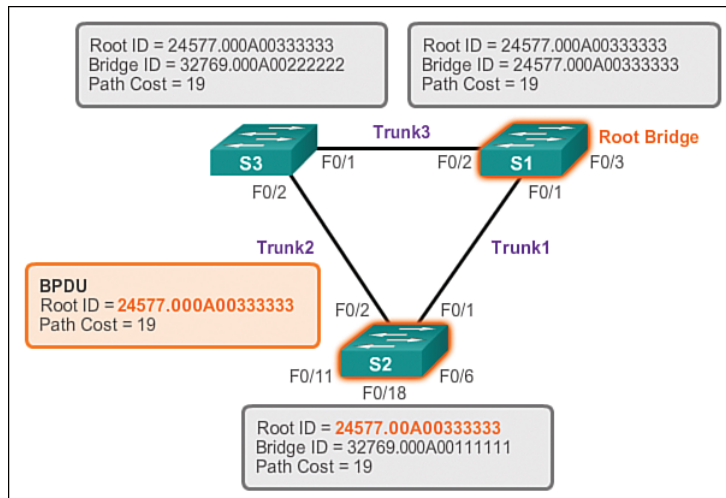 Root ID = 24577.000A00333333
Bridge ID = 32769.000A00222222
Path Cost = 19
Root ID = 24577.000A00333333
Bridge ID = 24577.000A00333333
Path Cost = 19
Trunk3
Root Bridge
S3
F0/1
F0/2
S1
F0/3
F0/2
F0/1
Trunk2
Trunk1
BPDU
Root ID = 24577.000A00333333
Path Cost = 19
F0/2
F0/1
S2
F0/11
F0/6
F0/18
Root ID = 24577.00A00333333
Bridge ID = 32769.000A00111111
Path Cost = 19